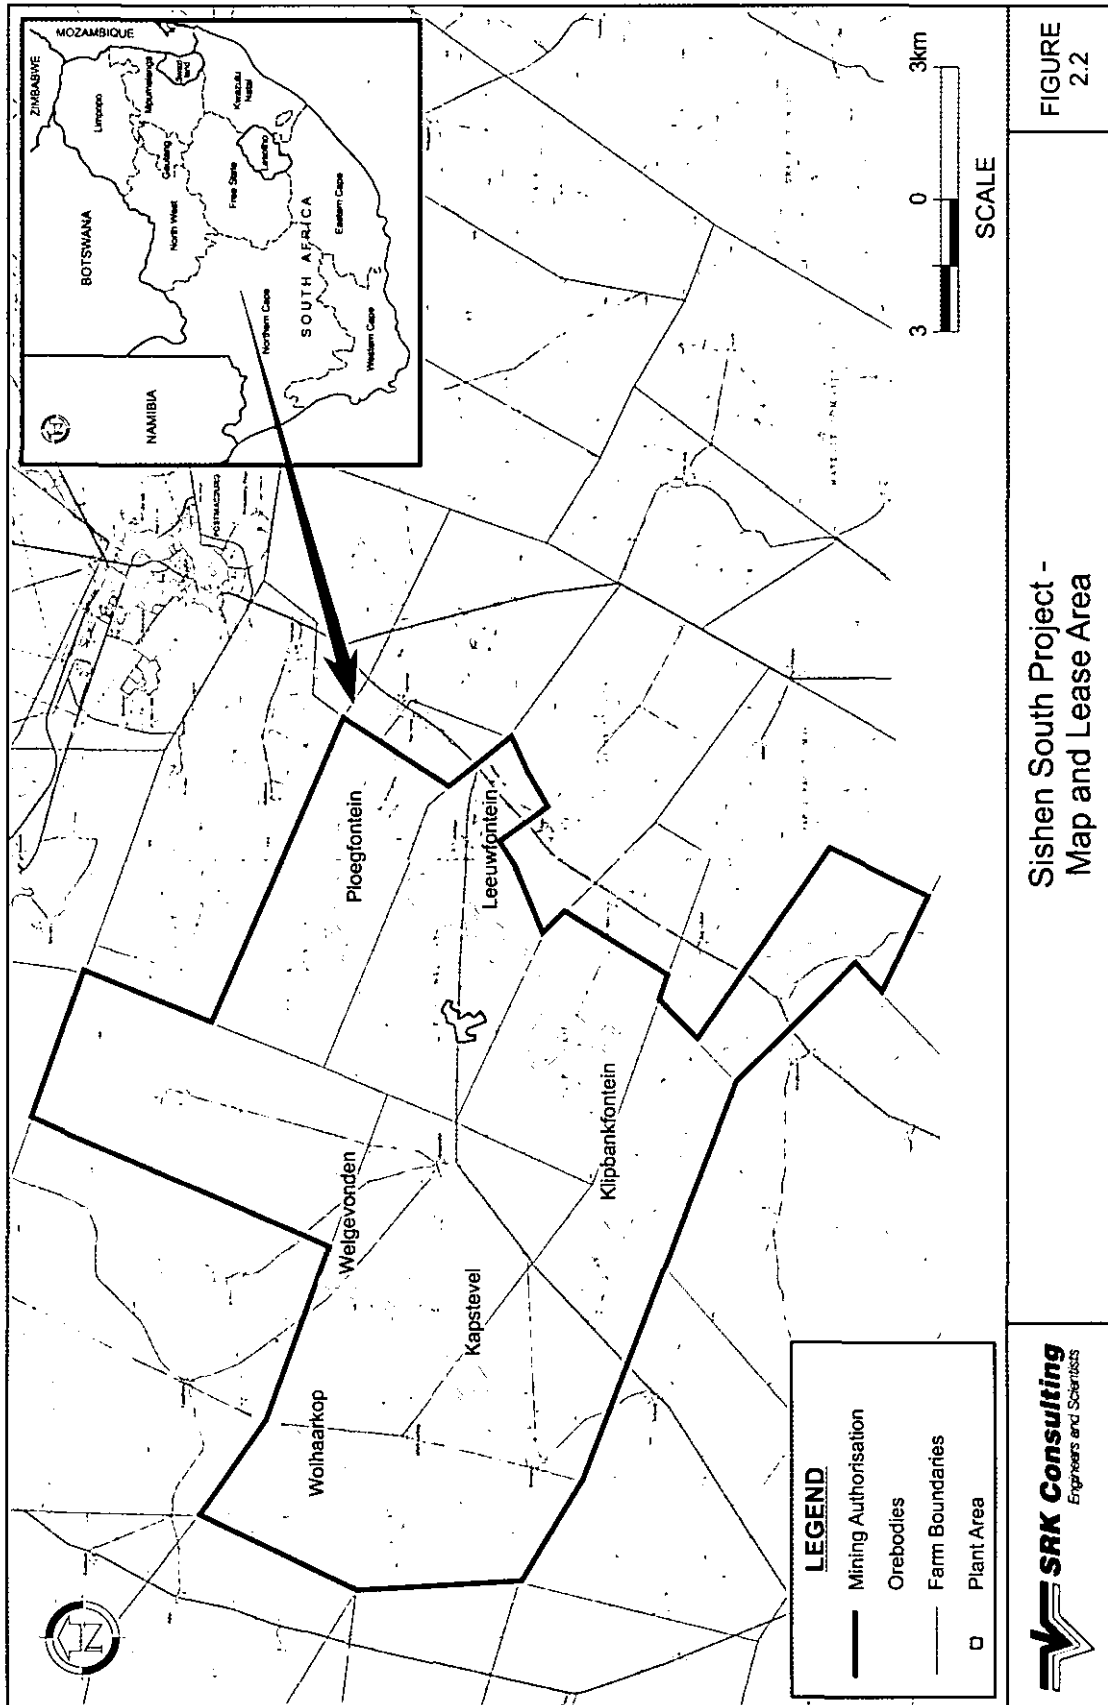 ZIMBABWE
MOZAMBIQUE
BOTSWANA
NAMIBIA
Limpopo
Mpumalanga
Gauteng
North West
Free State
Lesotho
Northern Cape
SOUTH AFRICA
Eastern Cape
Western Cape
POSTMASBURG
Ploegfontein
Leeuwfontein
Welgevonden
Wolhaarkop
Kapstevel
Klipbankfontein
N
LEGEND
Mining Authorisation
Orebodies
Farm Boundaries
Plant Area
3 0 3km
SCALE
SRK Consulting
Engineers and Scientists
Sishen South Project -
Map and Lease Area
FIGURE
2.2